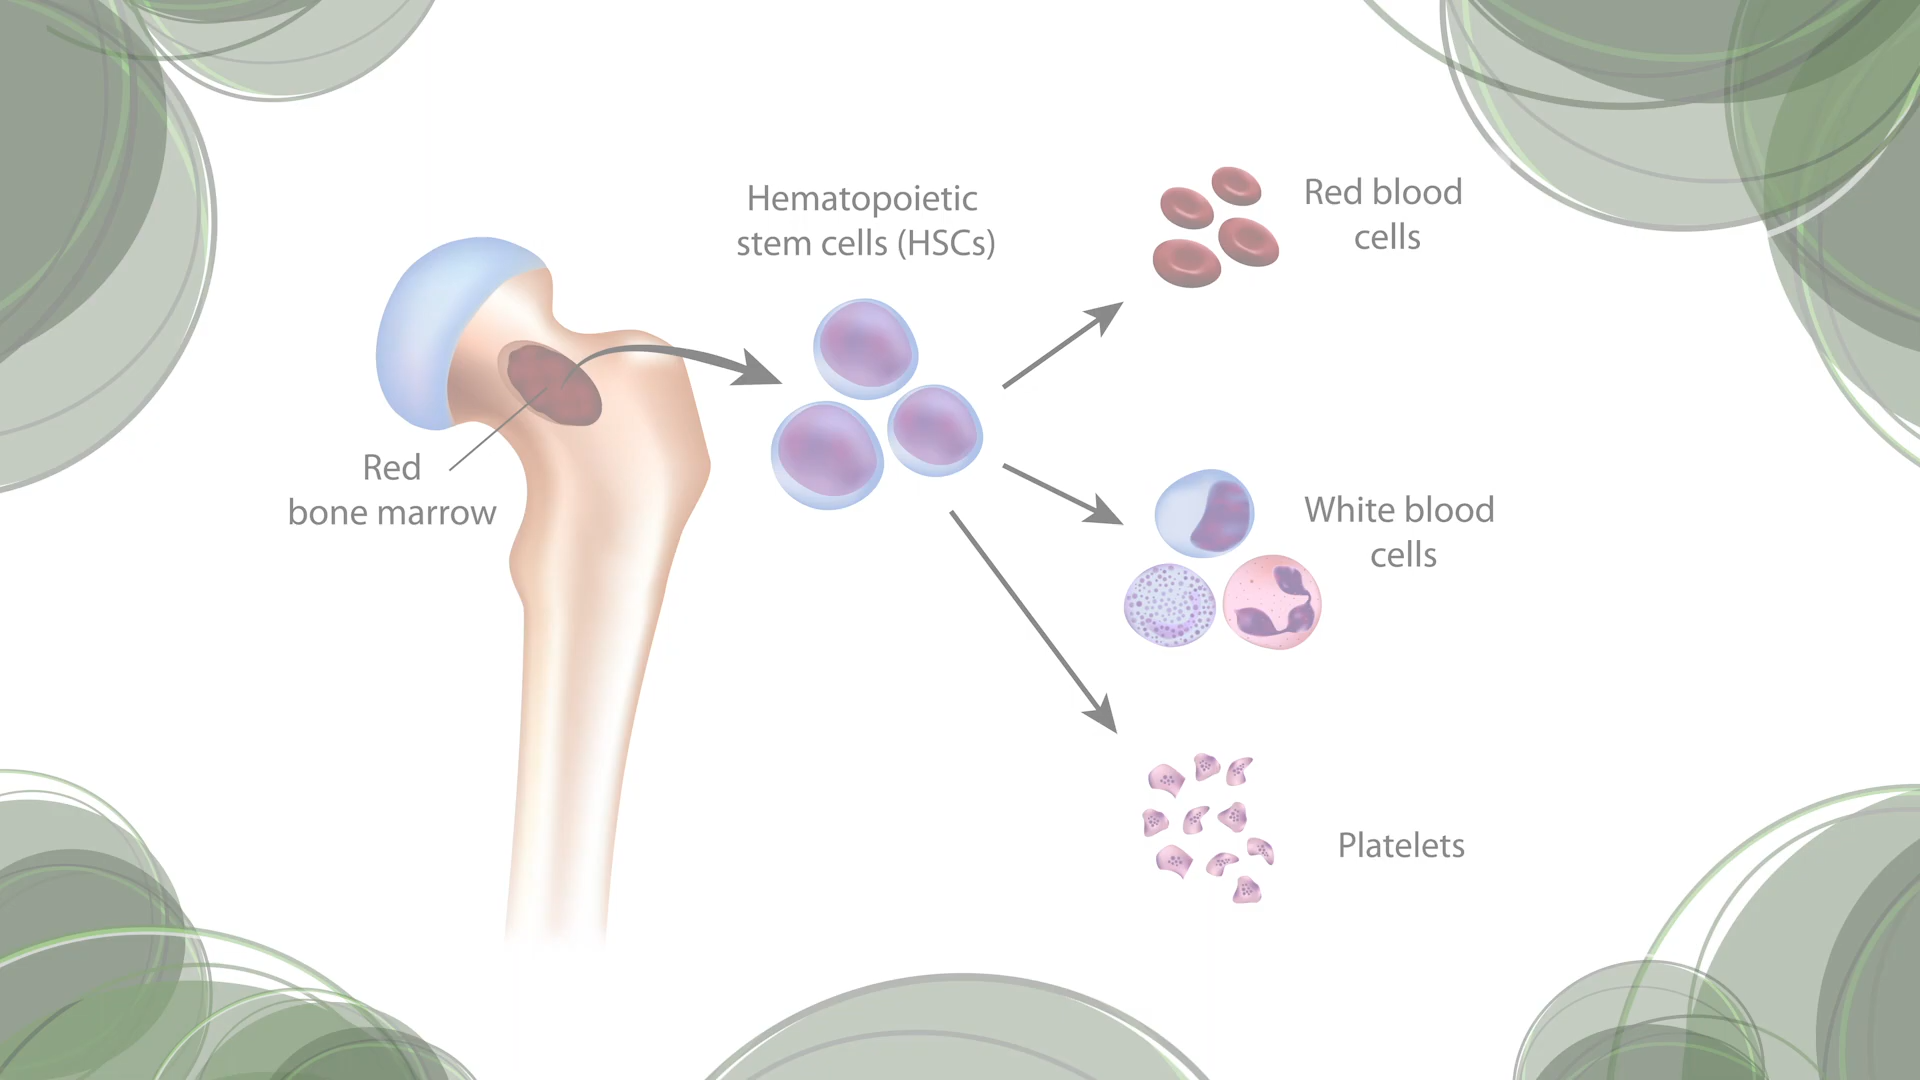 Hematopoietic
stem cells (HSCs)
Red blood
cells
Red
bone marrow
White blood
cells
Platelets